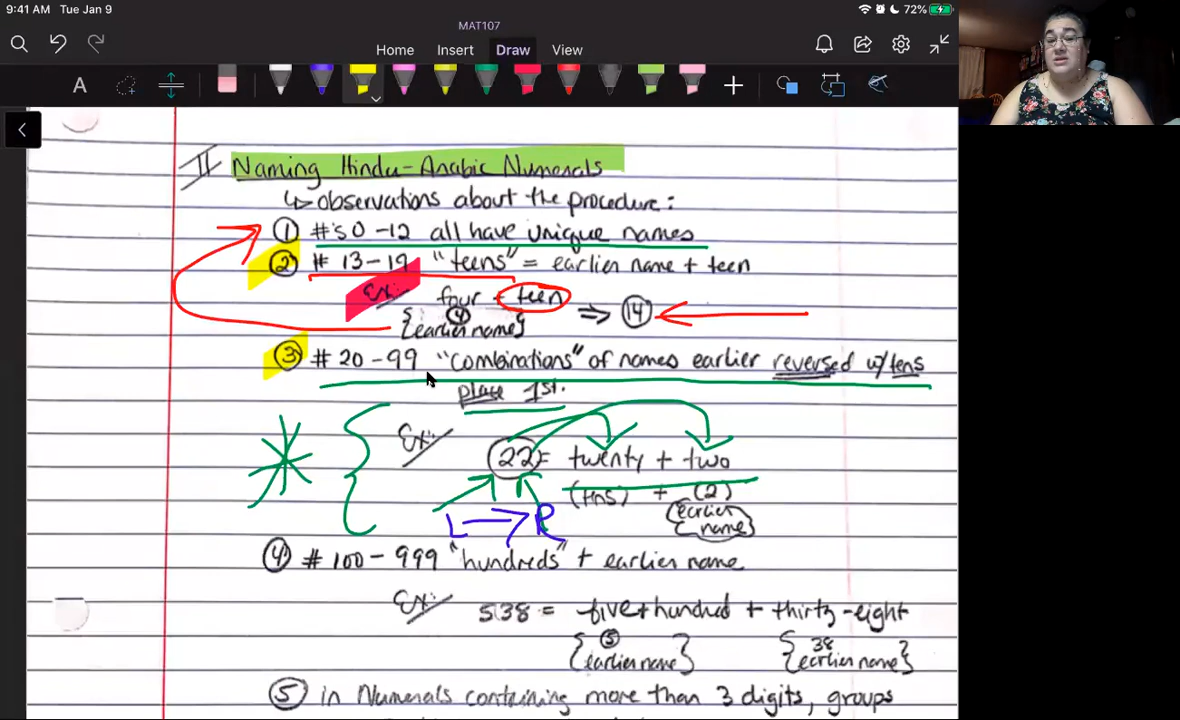 9:41 AM Tue Jan 9
72%
MAT107
Home Insert Draw View
A
II Naming Hindu-Arabic Numerals
↳ observations about the procedure:
① #'s 0-12 all have unique names
② # 13-19 "teens" = earlier name + teen
Ex: four + teen ⇒ ⑭
④
{earlier name}
③ # 20-99 "combinations" of names earlier reversed w/ tens
place 1st.
Ex: 22 = twenty + two
(tns) + (2)
L → R
{earlier name}
④ # 100-999 "hundreds" + earlier name
Ex: 538 = five + hundred + thirty-eight
⑤ 38
{earlier name} {earlier name}
⑤ in Numerals containing more than 3 digits, groups